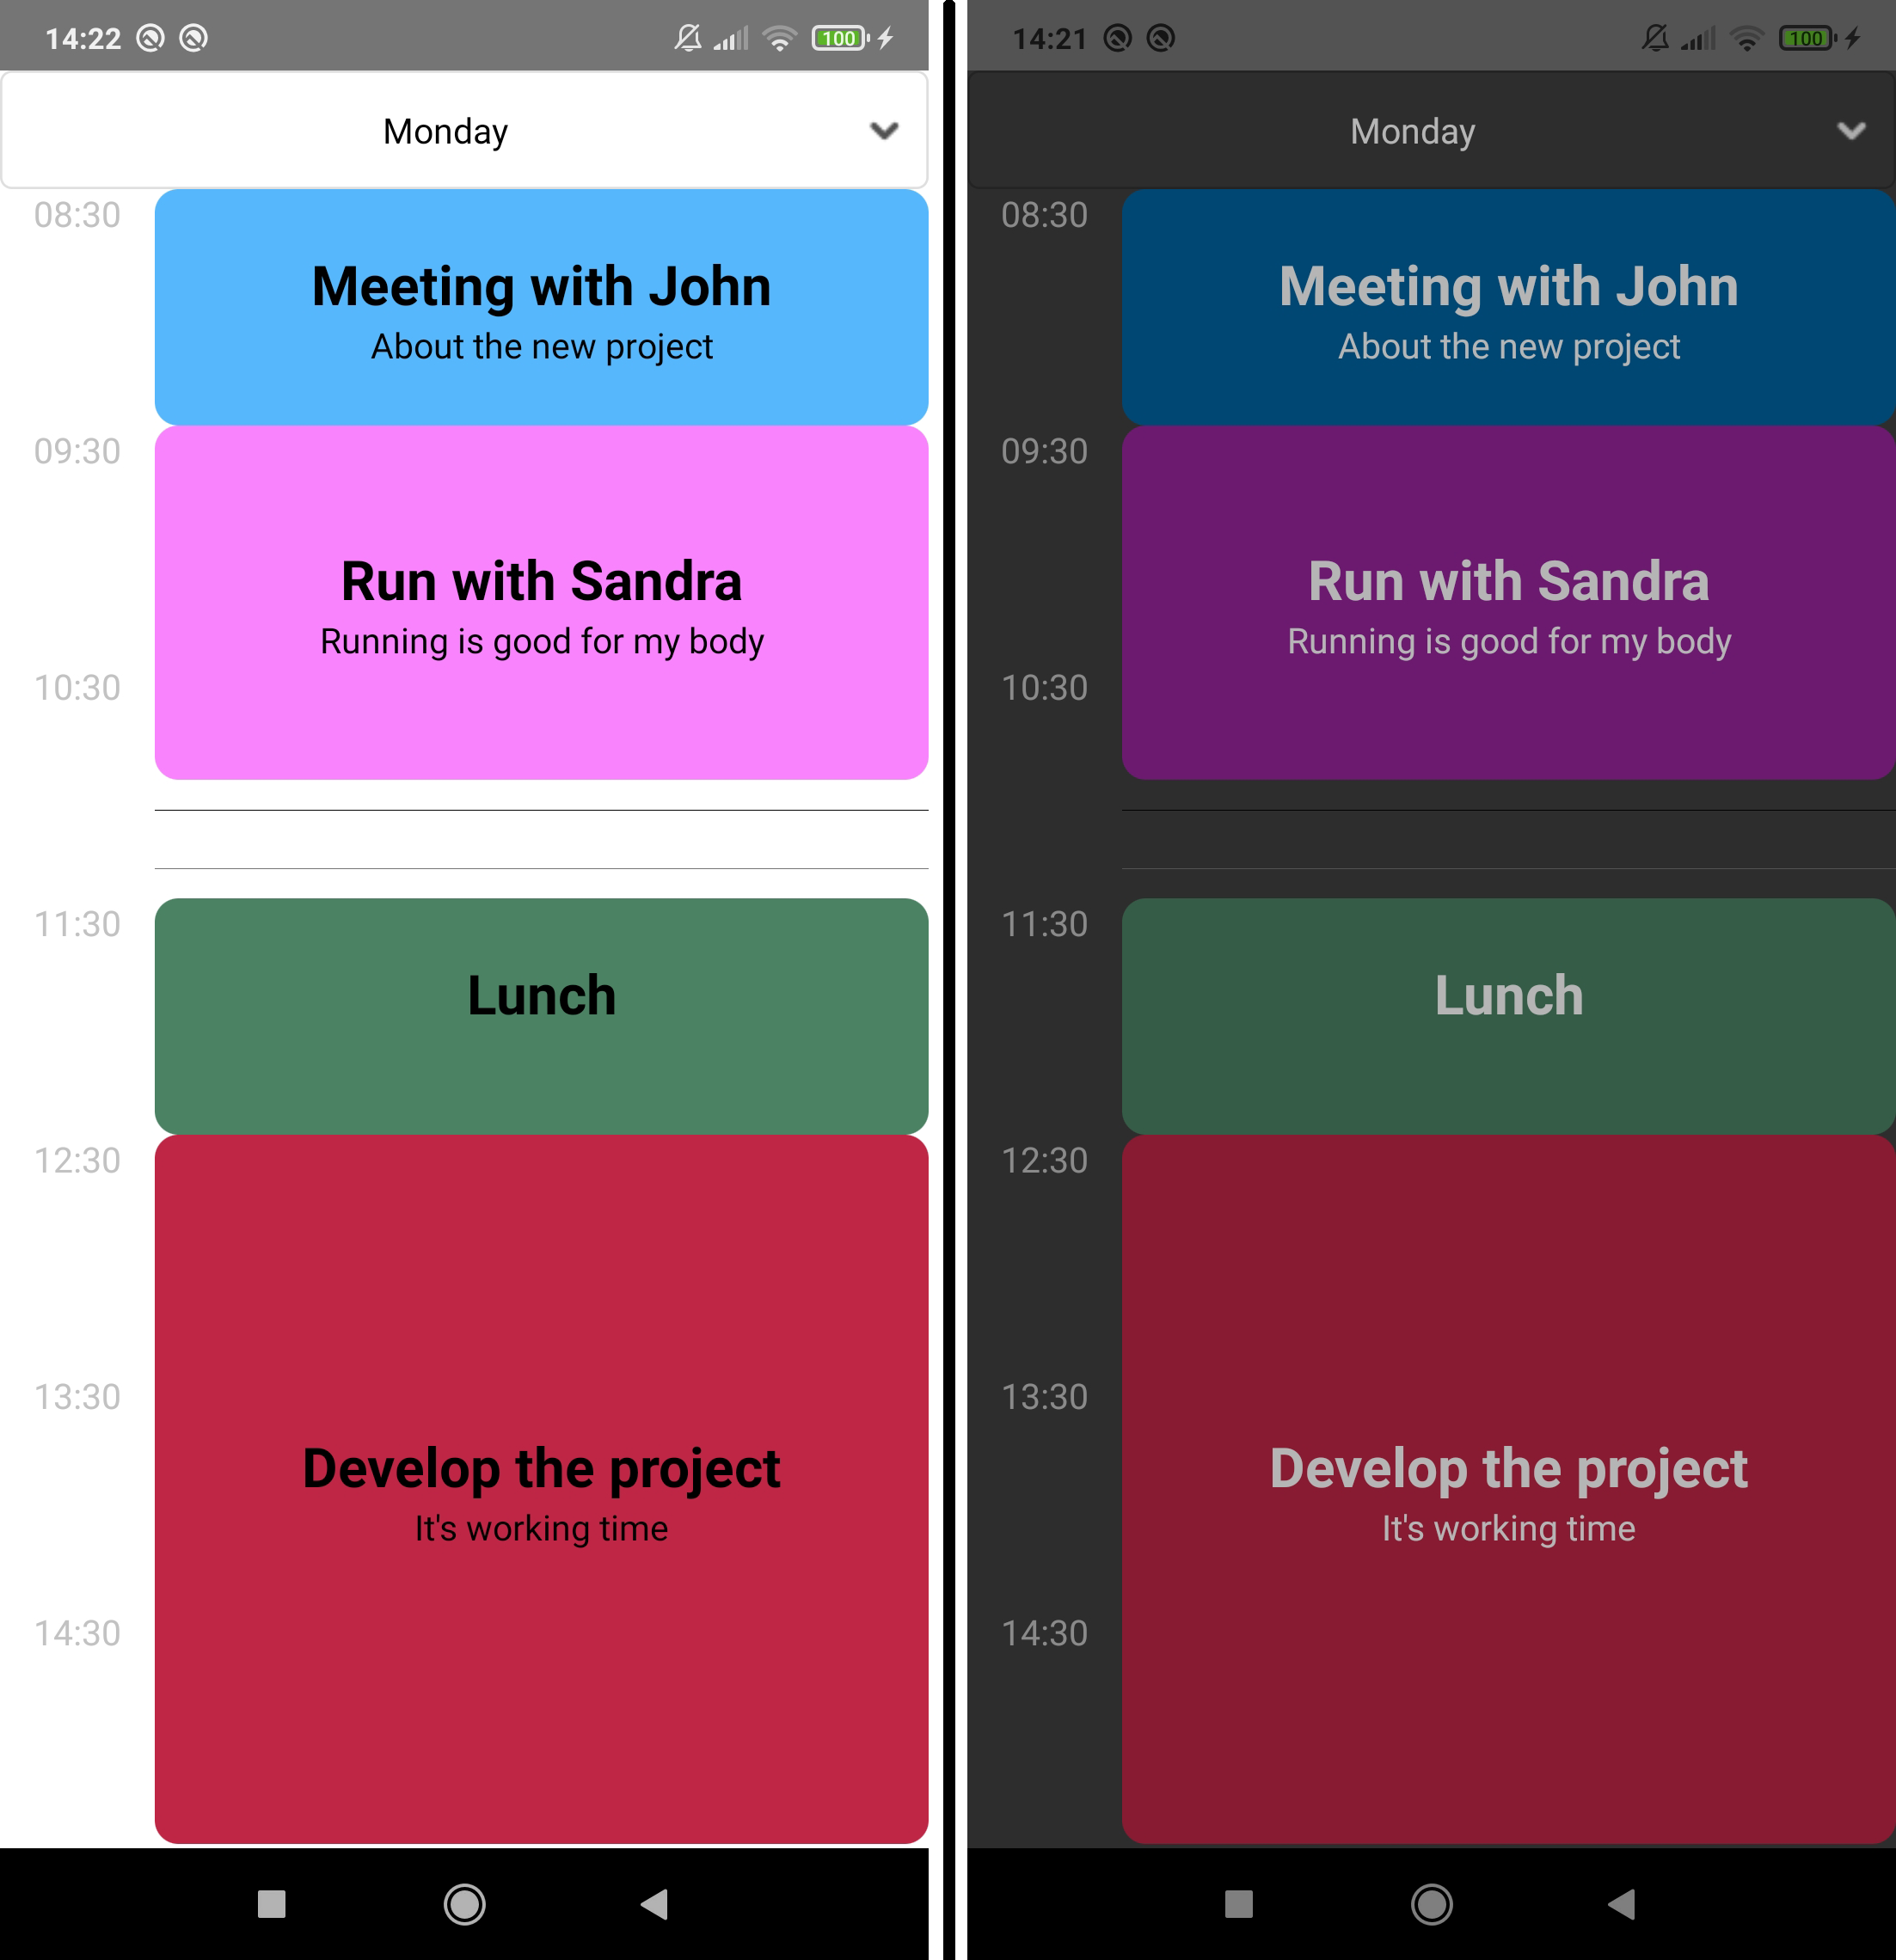 14:22
100
Monday
08:30
Meeting with John
About the new project
09:30
Run with Sandra
Running is good for my body
10:30
11:30
Lunch
12:30
13:30
Develop the project
It's working time
14:30
14:21
100
Monday
08:30
Meeting with John
About the new project
09:30
Run with Sandra
Running is good for my body
10:30
11:30
Lunch
12:30
13:30
Develop the project
It's working time
14:30